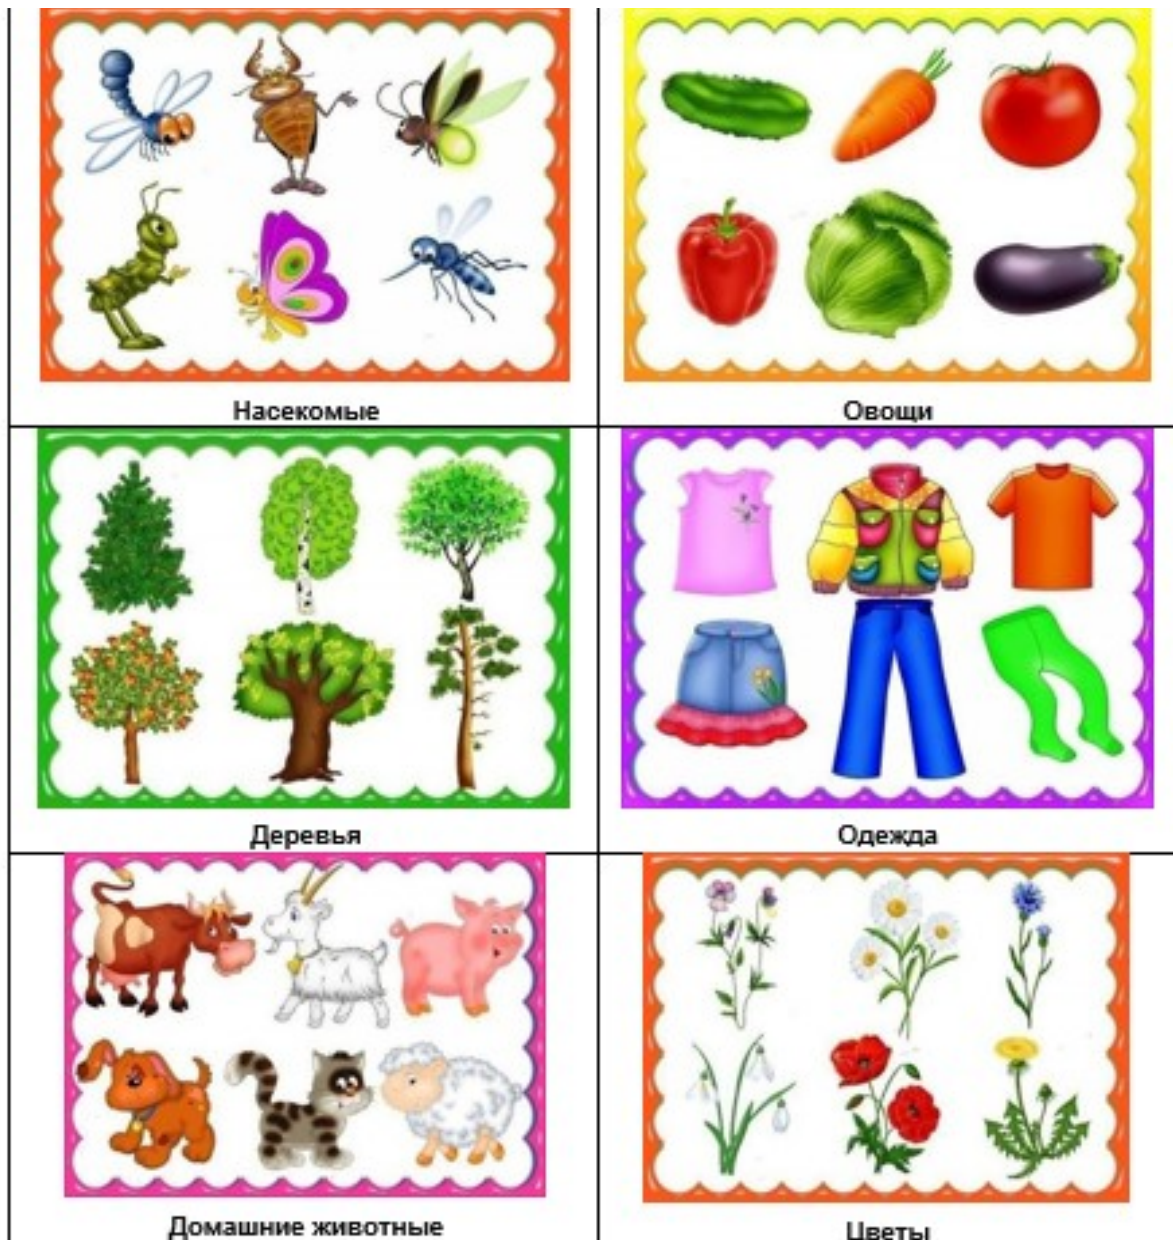 Насекомые
Овощи
Деревья
Одежда
Домашние животные
Цветы